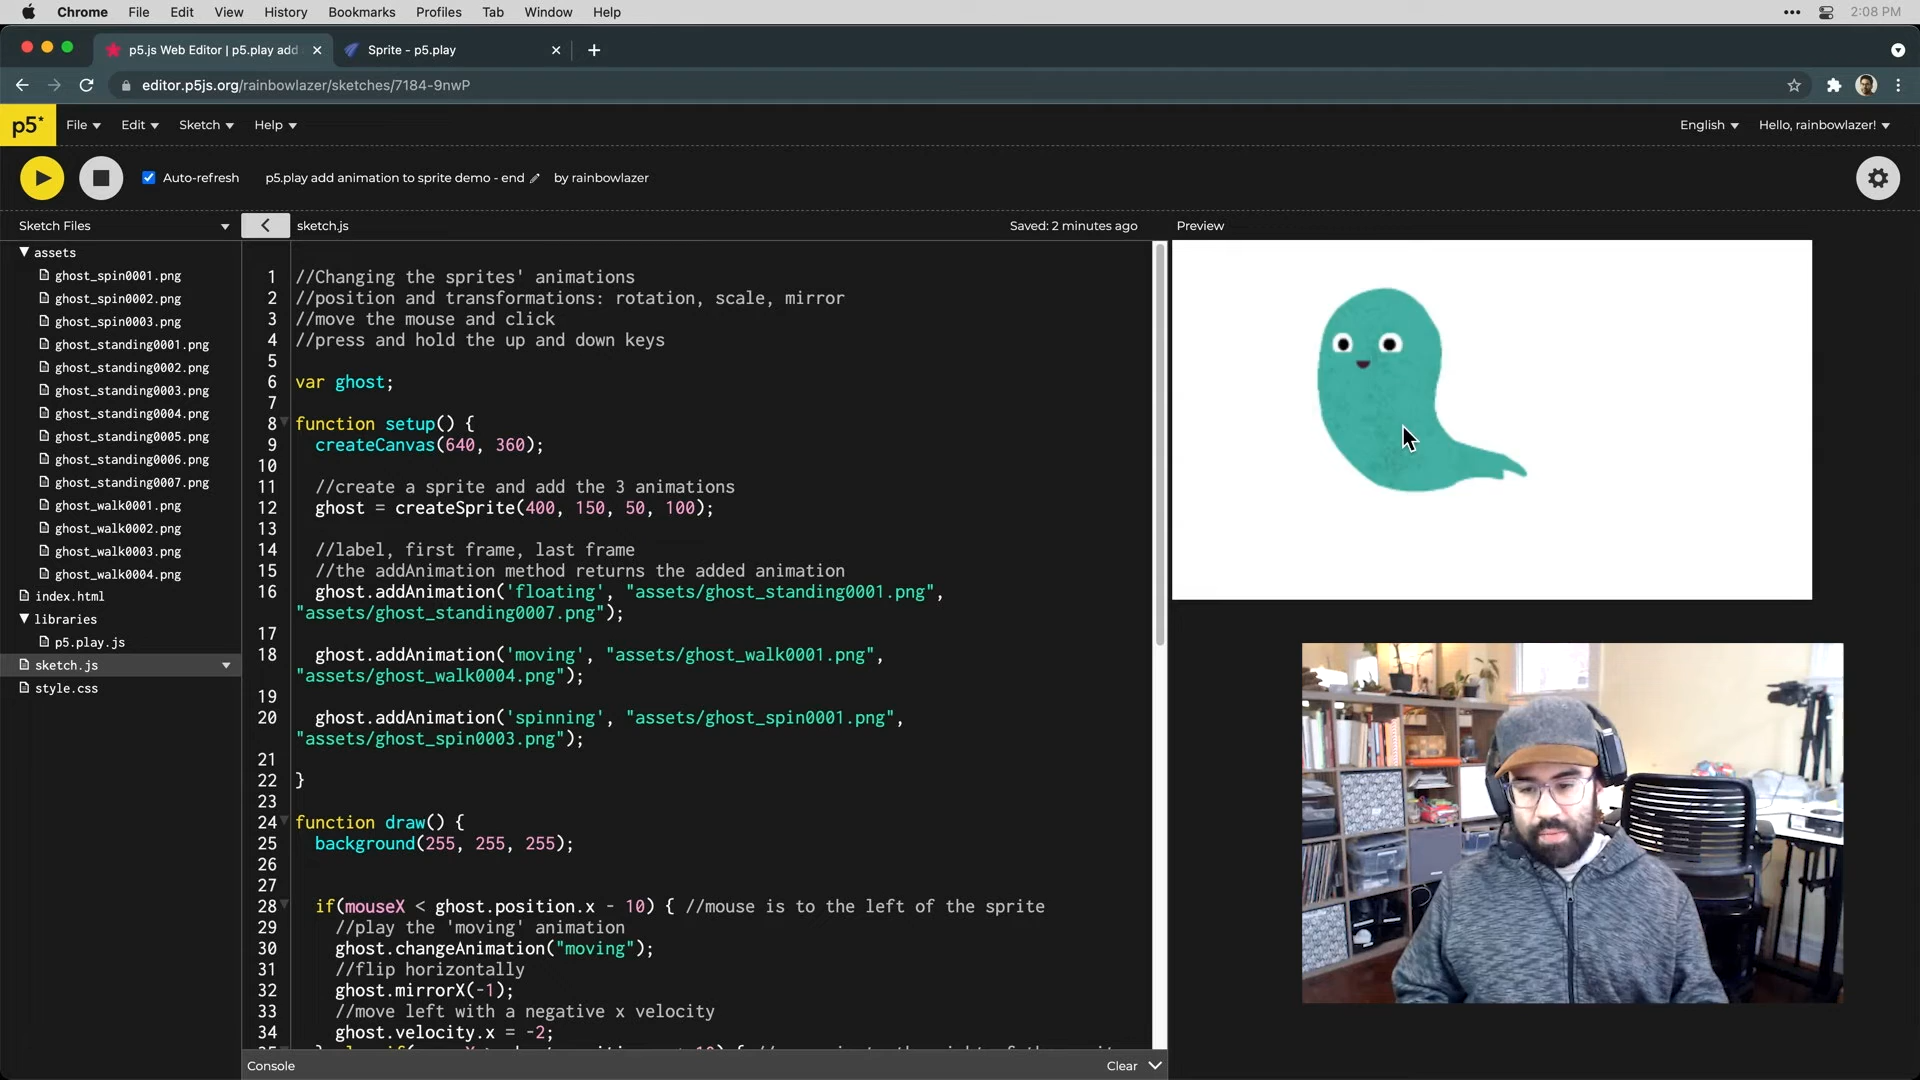 Chrome File Edit View History Bookmarks Profiles Tab Window Help 2:08 PM
p5.js Web Editor | p5.play add Sprite - p5.play
editor.p5js.org/rainbowlazer/sketches/7184-9nwP
p5* File Edit Sketch Help English Hello, rainbowlazer!
Auto-refresh p5.play add animation to sprite demo - end by rainbowlazer
Sketch Files
assets
ghost_spin0001.png
ghost_spin0002.png
ghost_spin0003.png
ghost_standing0001.png
ghost_standing0002.png
ghost_standing0003.png
ghost_standing0004.png
ghost_standing0005.png
ghost_standing0006.png
ghost_standing0007.png
ghost_walk0001.png
ghost_walk0002.png
ghost_walk0003.png
ghost_walk0004.png
index.html
libraries
p5.play.js
sketch.js
style.css
sketch.js Saved: 2 minutes ago
1 //Changing the sprites' animations
2 //position and transformations: rotation, scale, mirror
3 //move the mouse and click
4 //press and hold the up and down keys
5
6 var ghost;
7
8 function setup() {
9 createCanvas(640, 360);
10
11 //create a sprite and add the 3 animations
12 ghost = createSprite(400, 150, 50, 100);
13
14 //label, first frame, last frame
15 //the addAnimation method returns the added animation
16 ghost.addAnimation('floating', "assets/ghost_standing0001.png",
"assets/ghost_standing0007.png");
17
18 ghost.addAnimation('moving', "assets/ghost_walk0001.png",
"assets/ghost_walk0004.png");
19
20 ghost.addAnimation('spinning', "assets/ghost_spin0001.png",
"assets/ghost_spin0003.png");
21
22 }
23
24 function draw() {
25 background(255, 255, 255);
26
27
28 if(mouseX < ghost.position.x - 10) { //mouse is to the left of the sprite
29 //play the 'moving' animation
30 ghost.changeAnimation("moving");
31 //flip horizontally
32 ghost.mirrorX(-1);
33 //move left with a negative x velocity
34 ghost.velocity.x = -2;
Console Clear
Preview